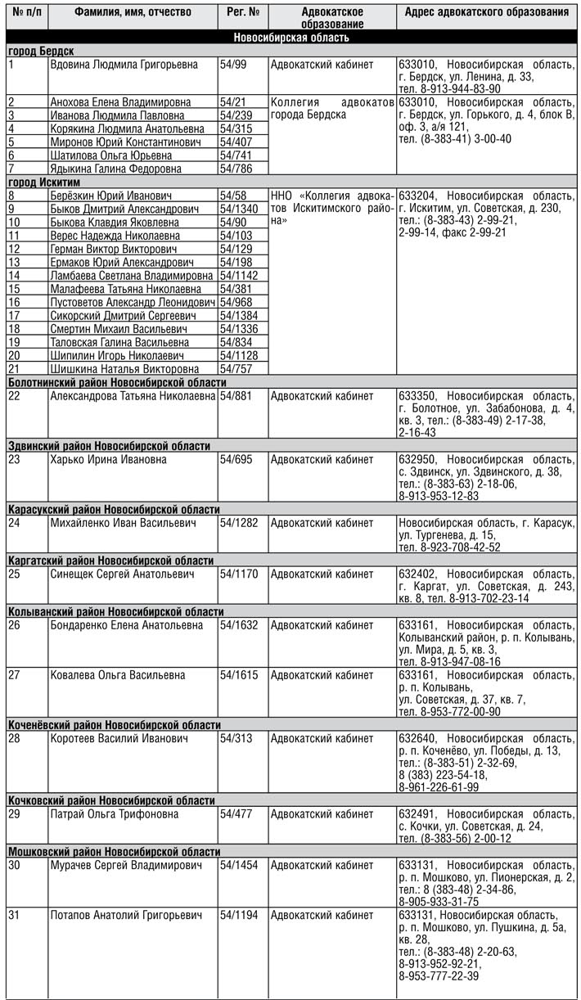 № п/п Фамилия, имя, отчество Рег. № Адвокатское образование Адрес адвокатского образования
Новосибирская область
город Бердск
1 Вдовина Людмила Григорьевна 54/99 Адвокатский кабинет 633010, Новосибирская область,
г. Бердск, ул. Ленина, д. 33,
тел. 8-913-944-83-90
2 Анохова Елена Владимировна 54/21 Коллегия адвокатов 633010, Новосибирская область,
3 Иванова Людмила Павловна 54/239 города Бердска г. Бердск, ул. Горького, д. 4, блок В,
4 Корякина Людмила Анатольевна 54/315 оф. 3, а/я 121,
5 Миронов Юрий Константинович 54/407 тел. (8-383-41) 3-00-40
6 Шатилова Ольга Юрьевна 54/741
7 Ядыкина Галина Федоровна 54/786
город Искитим
8 Берёзкин Юрий Иванович 54/58 ННО «Коллегия адвока- 633204, Новосибирская область,
9 Быков Дмитрий Александрович 54/1340 тов Искитимского райо- г. Искитим, ул. Советская, д. 230,
10 Быкова Клавдия Яковлевна 54/90 на» тел.: (8-383-43) 2-99-21,
11 Верес Надежда Николаевна 54/103 2-99-14, факс 2-99-21
12 Герман Виктор Викторович 54/129
13 Ермаков Юрий Александрович 54/198
14 Ламбаева Светлана Владимировна 54/1142
15 Малафеева Татьяна Николаевна 54/381
16 Пустоветов Александр Леонидович 54/968
17 Сикорский Дмитрий Сергеевич 54/1384
18 Смертин Михаил Васильевич 54/1336
19 Таловская Галина Васильевна 54/834
20 Шипилин Игорь Николаевич 54/1128
21 Шишкина Наталья Викторовна 54/757
Болотнинский район Новосибирской области
22 Александрова Татьяна Николаевна 54/881 Адвокатский кабинет 633350, Новосибирская область,
г. Болотное, ул. Забабонова, д. 4,
кв. 3, тел.: (8-383-49) 2-17-38,
2-16-43
Здвинский район Новосибирской области
23 Харько Ирина Ивановна 54/695 Адвокатский кабинет 632950, Новосибирская область,
с. Здвинск, ул. Здвинского, д. 38,
тел.: (8-383-63) 2-18-06,
8-913-953-12-83
Карасукский район Новосибирской области
24 Михайленко Иван Васильевич 54/1282 Адвокатский кабинет Новосибирская область, г. Карасук,
ул. Тургенева, д. 15,
тел. 8-923-708-42-52
Каргатский район Новосибирской области
25 Синещек Сергей Анатольевич 54/1170 Адвокатский кабинет 632402, Новосибирская область,
г. Каргат, ул. Советская, д. 243,
кв. 8, тел. 8-913-702-23-14
Колыванский район Новосибирской области
26 Бондаренко Елена Анатольевна 54/1632 Адвокатский кабинет 633161, Новосибирская область,
Колыванский район, р. п. Колывань,
ул. Мира, д. 5, кв. 3,
тел. 8-913-947-08-16
27 Ковалева Ольга Васильевна 54/1615 Адвокатский кабинет 633161, Новосибирская область,
р. п. Колывань,
ул. Советская, д. 37, кв. 7,
тел. 8-953-772-00-90
Коченёвский район Новосибирской области
28 Коротеев Василий Иванович 54/313 Адвокатский кабинет 632640, Новосибирская область,
р. п. Коченёво, ул. Победы, д. 13,
тел.: (8-383-51) 2-32-69,
8 (383) 223-54-18,
8-961-226-61-99
Кочковский район Новосибирской области
29 Патрай Ольга Трифоновна 54/477 Адвокатский кабинет 632491, Новосибирская область,
с. Кочки, ул. Советская, д. 24,
тел. (8-383-56) 2-00-12
Мошковский район Новосибирской области
30 Мурачев Сергей Владимирович 54/1454 Адвокатский кабинет 633131, Новосибирская область,
р. п. Мошково, ул. Пионерская, д. 2,
тел.: 8 (383-48) 2-34-86,
8-905-933-31-75
31 Потапов Анатолий Григорьевич 54/1194 Адвокатский кабинет 633131, Новосибирская область,
р. п. Мошково, ул. Пушкина, д. 5а,
кв. 28,
тел.: (8-383-48) 2-20-63,
8-913-952-92-21,
8-953-777-22-39